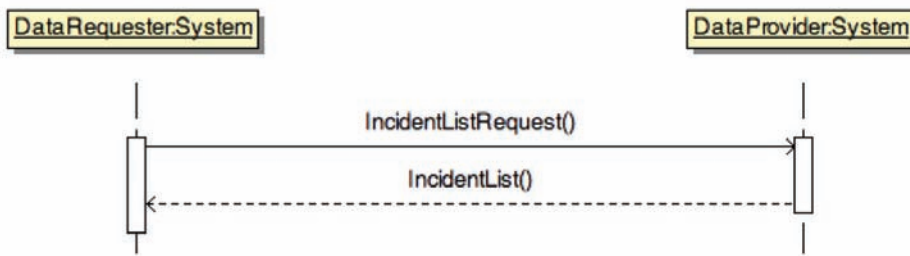 DataRequester:System
DataProvider:System
IncidentListRequest()
IncidentList()